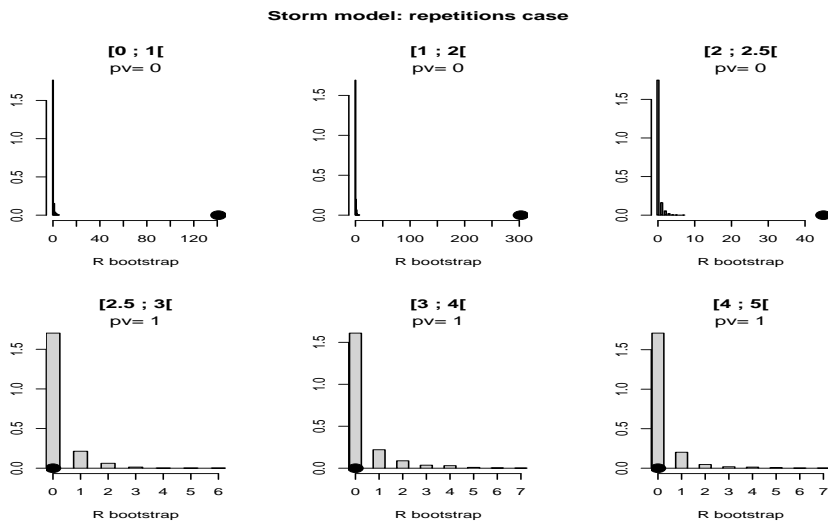 Storm model: repetitions case
[0 ; 1[
pv= 0
0.0 0.5 1.0 1.5
0 40 80 120
R bootstrap
[1 ; 2[
pv= 0
0.0 0.5 1.0 1.5
0 100 200 300
R bootstrap
[2 ; 2.5[
pv= 0
0.0 0.5 1.0 1.5
0 10 20 30 40
R bootstrap
[2.5 ; 3[
pv= 1
0.0 0.5 1.0 1.5
0 1 2 3 4 5 6
R bootstrap
[3 ; 4[
pv= 1
0.0 0.5 1.0 1.5
0 1 2 3 4 5 6 7
R bootstrap
[4 ; 5[
pv= 1
0.0 0.5 1.0 1.5
0 1 2 3 4 5 6 7
R bootstrap